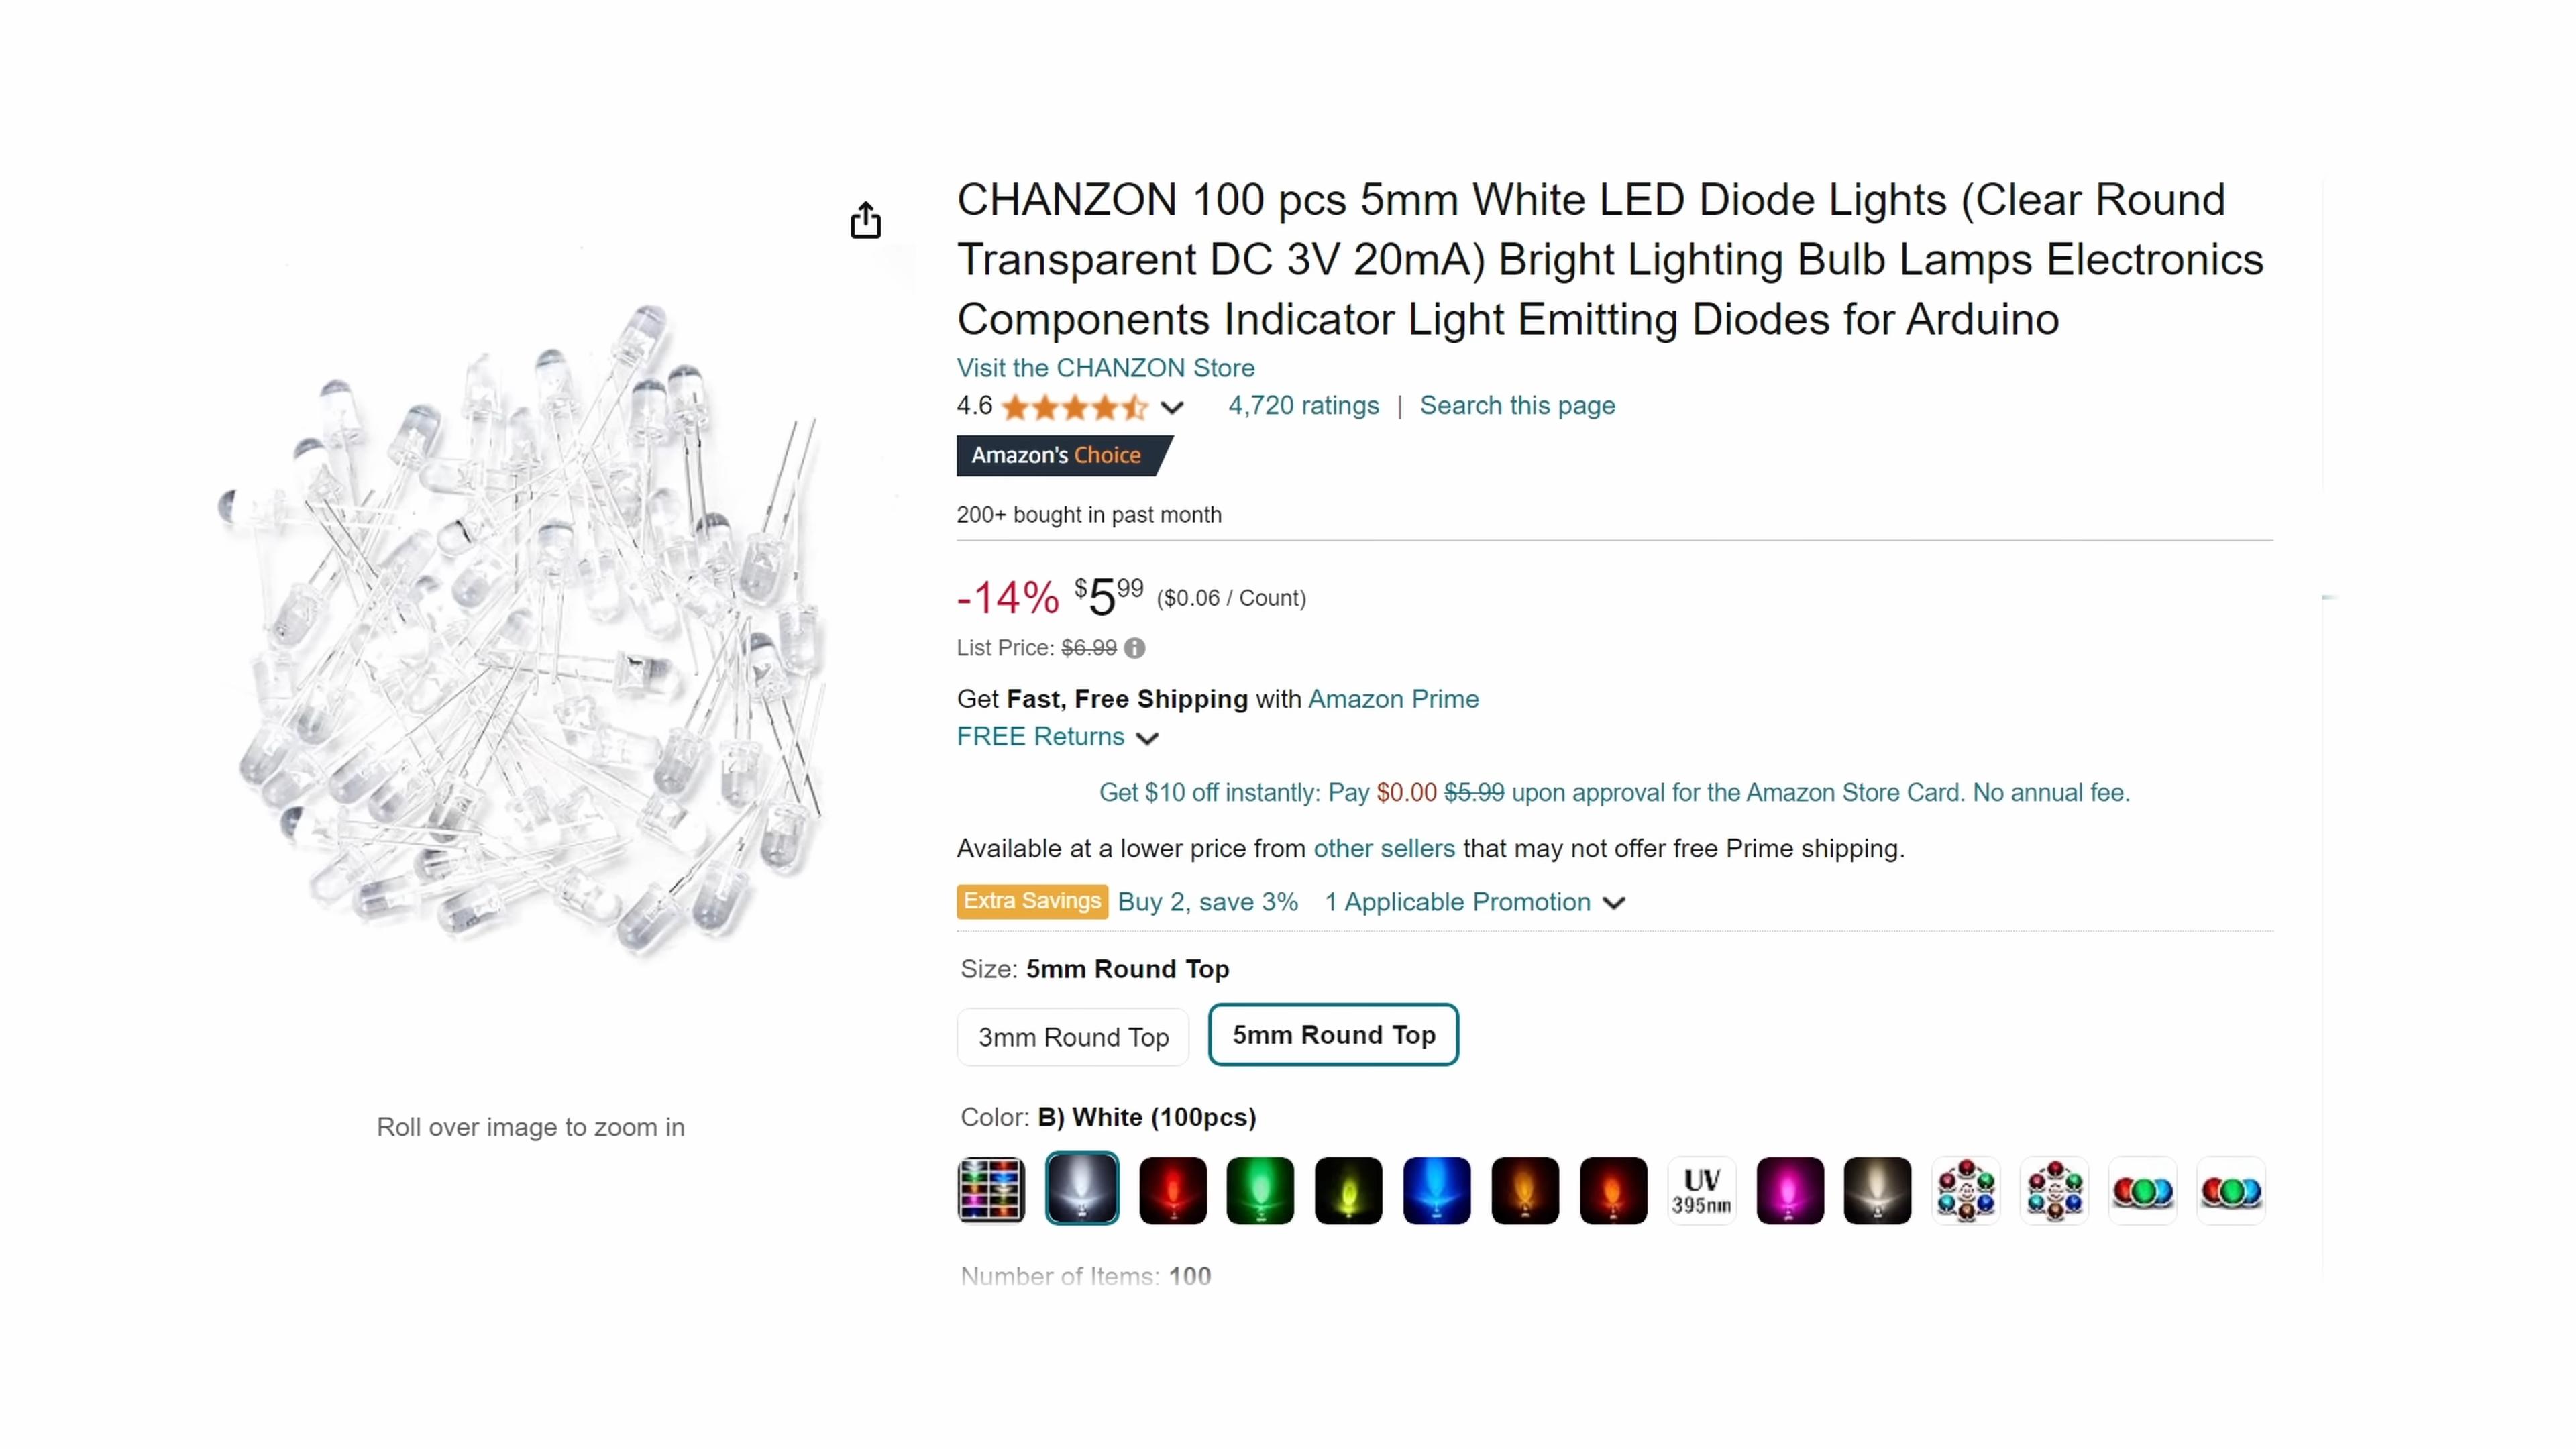 CHANZON 100 pcs 5mm White LED Diode Lights (Clear Round
Transparent DC 3V 20mA) Bright Lighting Bulb Lamps Electronics
Components Indicator Light Emitting Diodes for Arduino
Visit the CHANZON Store
4.6 4,720 ratings | Search this page
Amazon's Choice
200+ bought in past month
-14% $599 ($0.06 / Count)
List Price: $6.99
Get Fast, Free Shipping with Amazon Prime
FREE Returns
Get $10 off instantly: Pay $0.00 $5.99 upon approval for the Amazon Store Card. No annual fee.
Available at a lower price from other sellers that may not offer free Prime shipping.
Extra Savings Buy 2, save 3% 1 Applicable Promotion
Size: 5mm Round Top
3mm Round Top 5mm Round Top
Color: B) White (100pcs)
UV
395nm
Number of Items: 100
Roll over image to zoom in